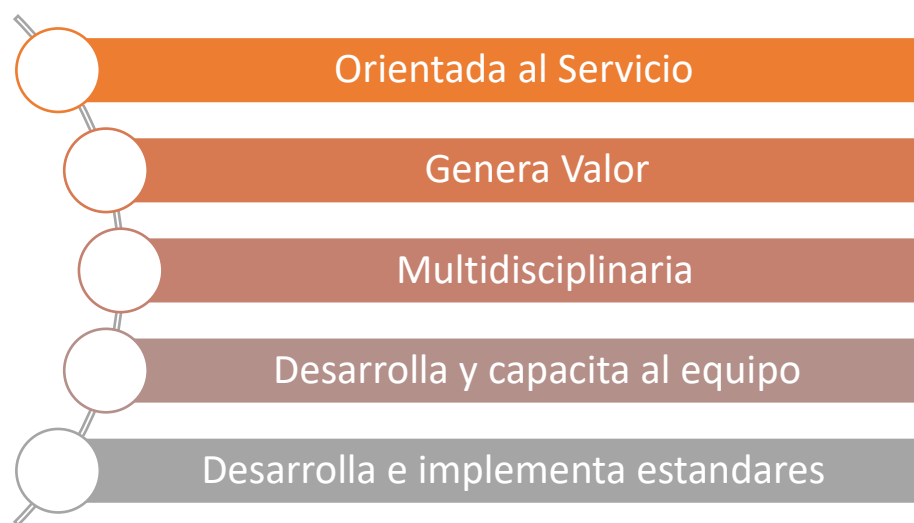 Orientada al Servicio
Genera Valor
Multidisciplinaria
Desarrolla y capacita al equipo
Desarrolla e implementa estandares